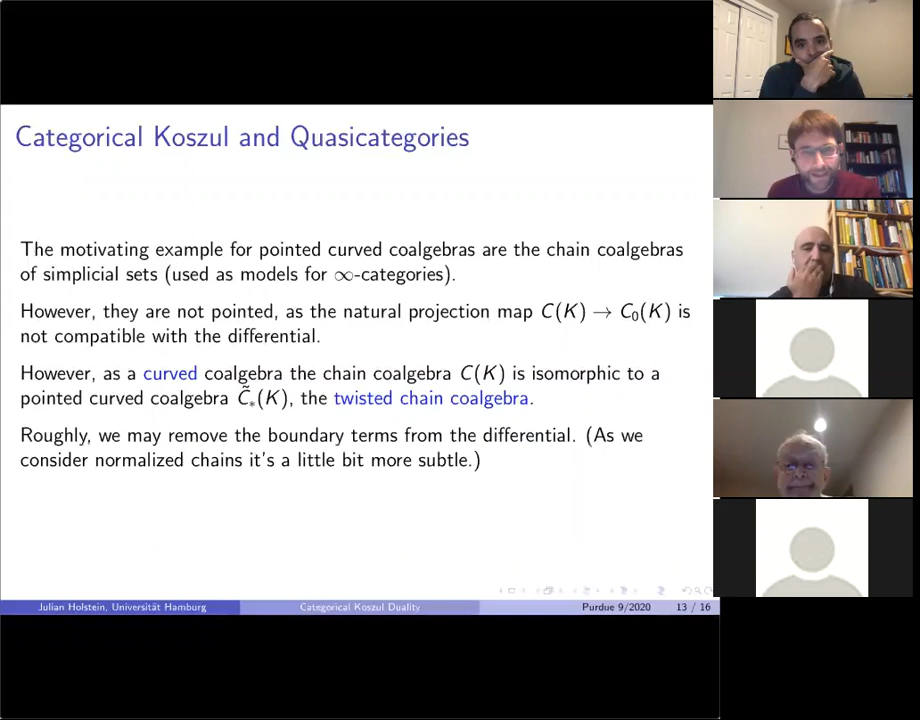 Categorical Koszul and Quasicategories
The motivating example for pointed curved coalgebras are the chain coalgebras
of simplicial sets (used as models for ∞-categories).
However, they are not pointed, as the natural projection map C(K) → C₀(K) is
not compatible with the differential.
However, as a curved coalgebra the chain coalgebra C(K) is isomorphic to a
pointed curved coalgebra C̃₊(K), the twisted chain coalgebra.
Roughly, we may remove the boundary terms from the differential. (As we
consider normalized chains it's a little bit more subtle.)
Julian Holstein, Universität Hamburg
Categorical Koszul Duality
Purdue 9/2020
13 / 16